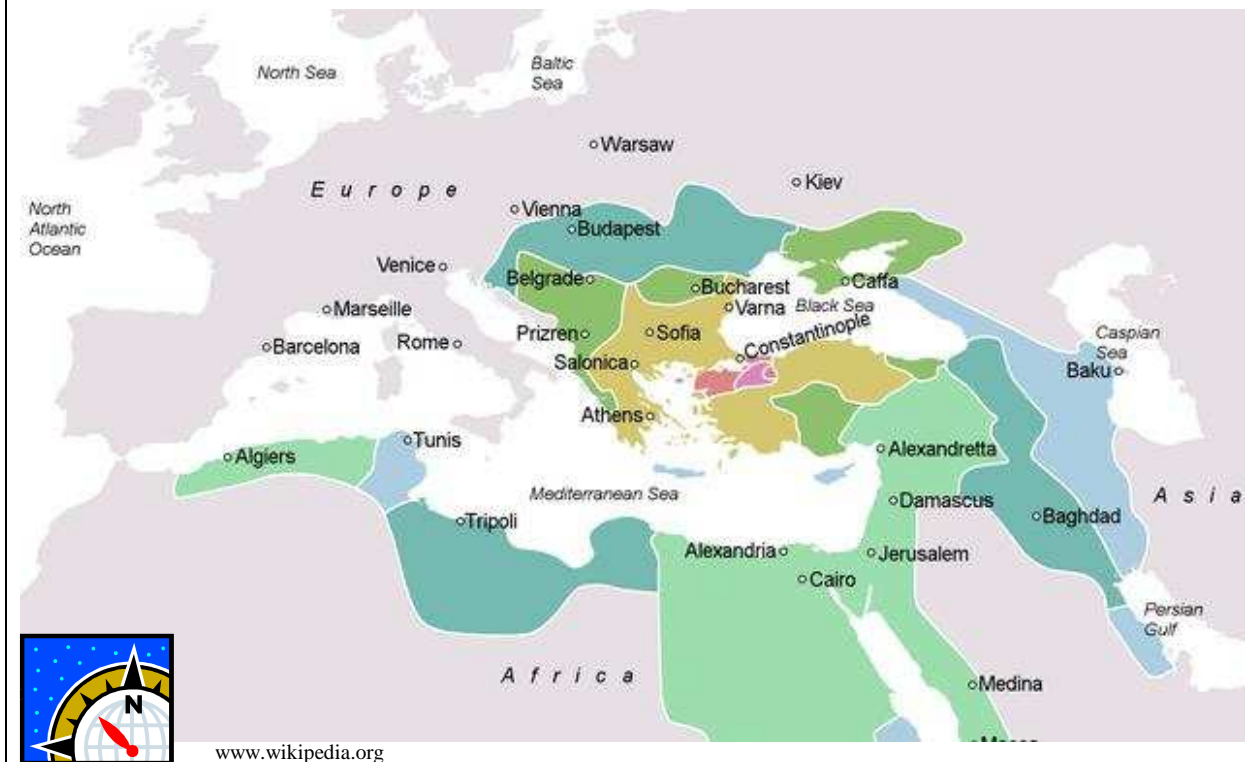 North Sea
Baltic
Sea
Warsaw
Kiev
Europe
North
Atlantic
Ocean
Vienna
Budapest
Venice
Belgrade
Bucharest
Caffa
Marseille
Varna
Black Sea
Barcelona
Rome
Prizren
Sofia
Constantinople
Caspian
Sea
Salonica
Baku
Athens
Tunis
Algiers
Alexandretta
Mediterranean Sea
Damascus
Asia
Tripoli
Baghdad
Alexandria
Jerusalem
Cairo
Persian
Gulf
Africa
Medina
N
www.wikipedia.org